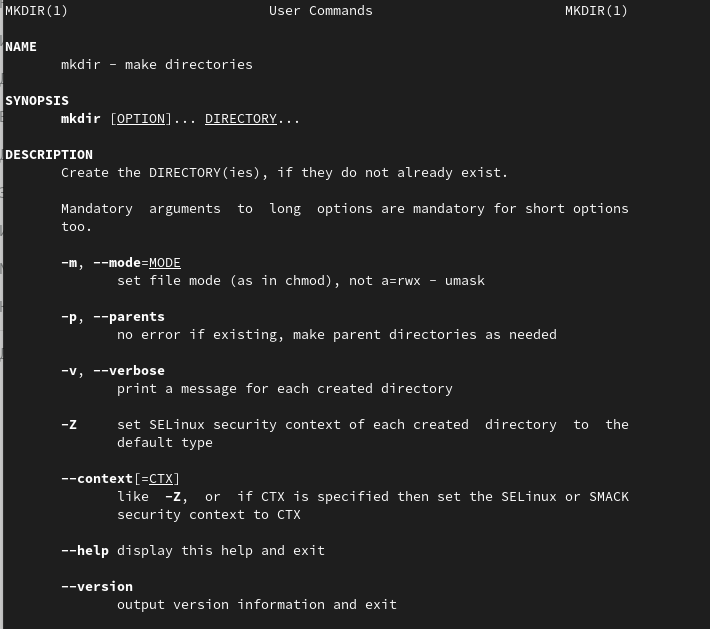 MKDIR(1) User Commands MKDIR(1)
NAME
mkdir - make directories
SYNOPSIS
mkdir [OPTION]... DIRECTORY...
DESCRIPTION
Create the DIRECTORY(ies), if they do not already exist.
Mandatory arguments to long options are mandatory for short options
too.
-m, --mode=MODE
set file mode (as in chmod), not a=rwx - umask
-p, --parents
no error if existing, make parent directories as needed
-v, --verbose
print a message for each created directory
-Z set SELinux security context of each created directory to the
default type
--context[=CTX]
like -Z, or if CTX is specified then set the SELinux or SMACK
security context to CTX
--help display this help and exit
--version
output version information and exit